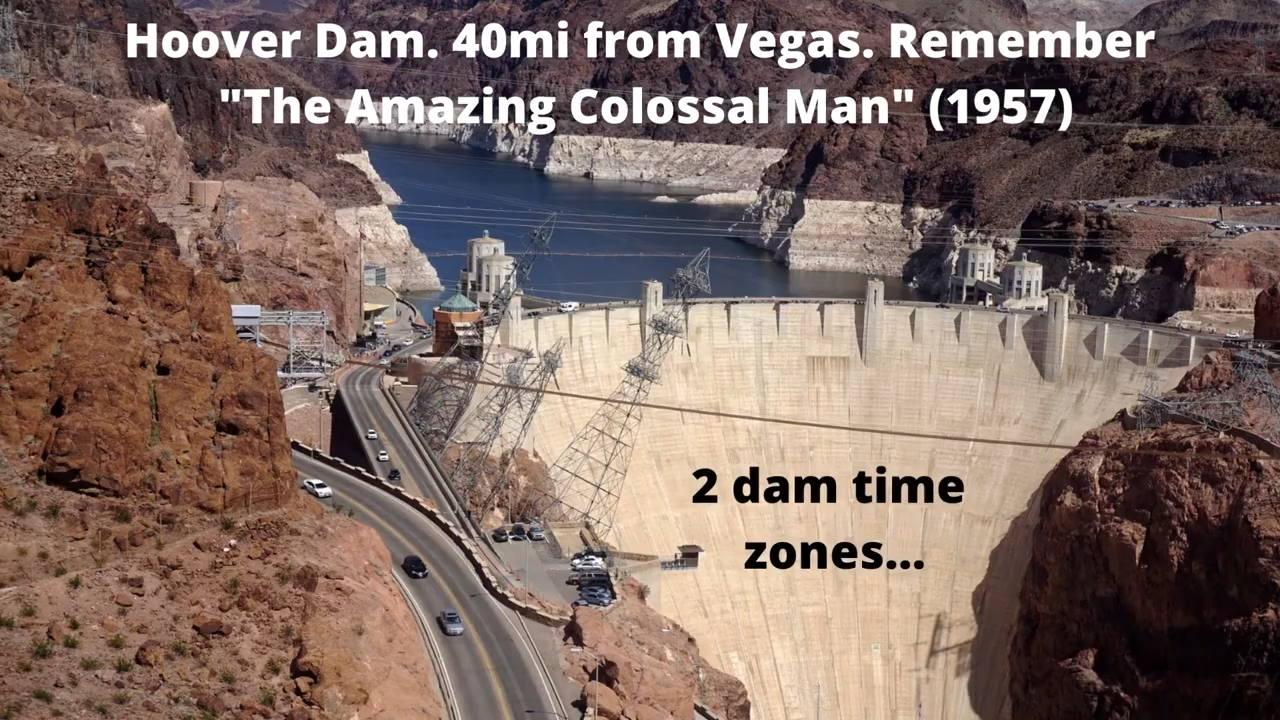 Hoover Dam. 40mi from Vegas. Remember
"The Amazing Colossal Man" (1957)
2 dam time
zones...